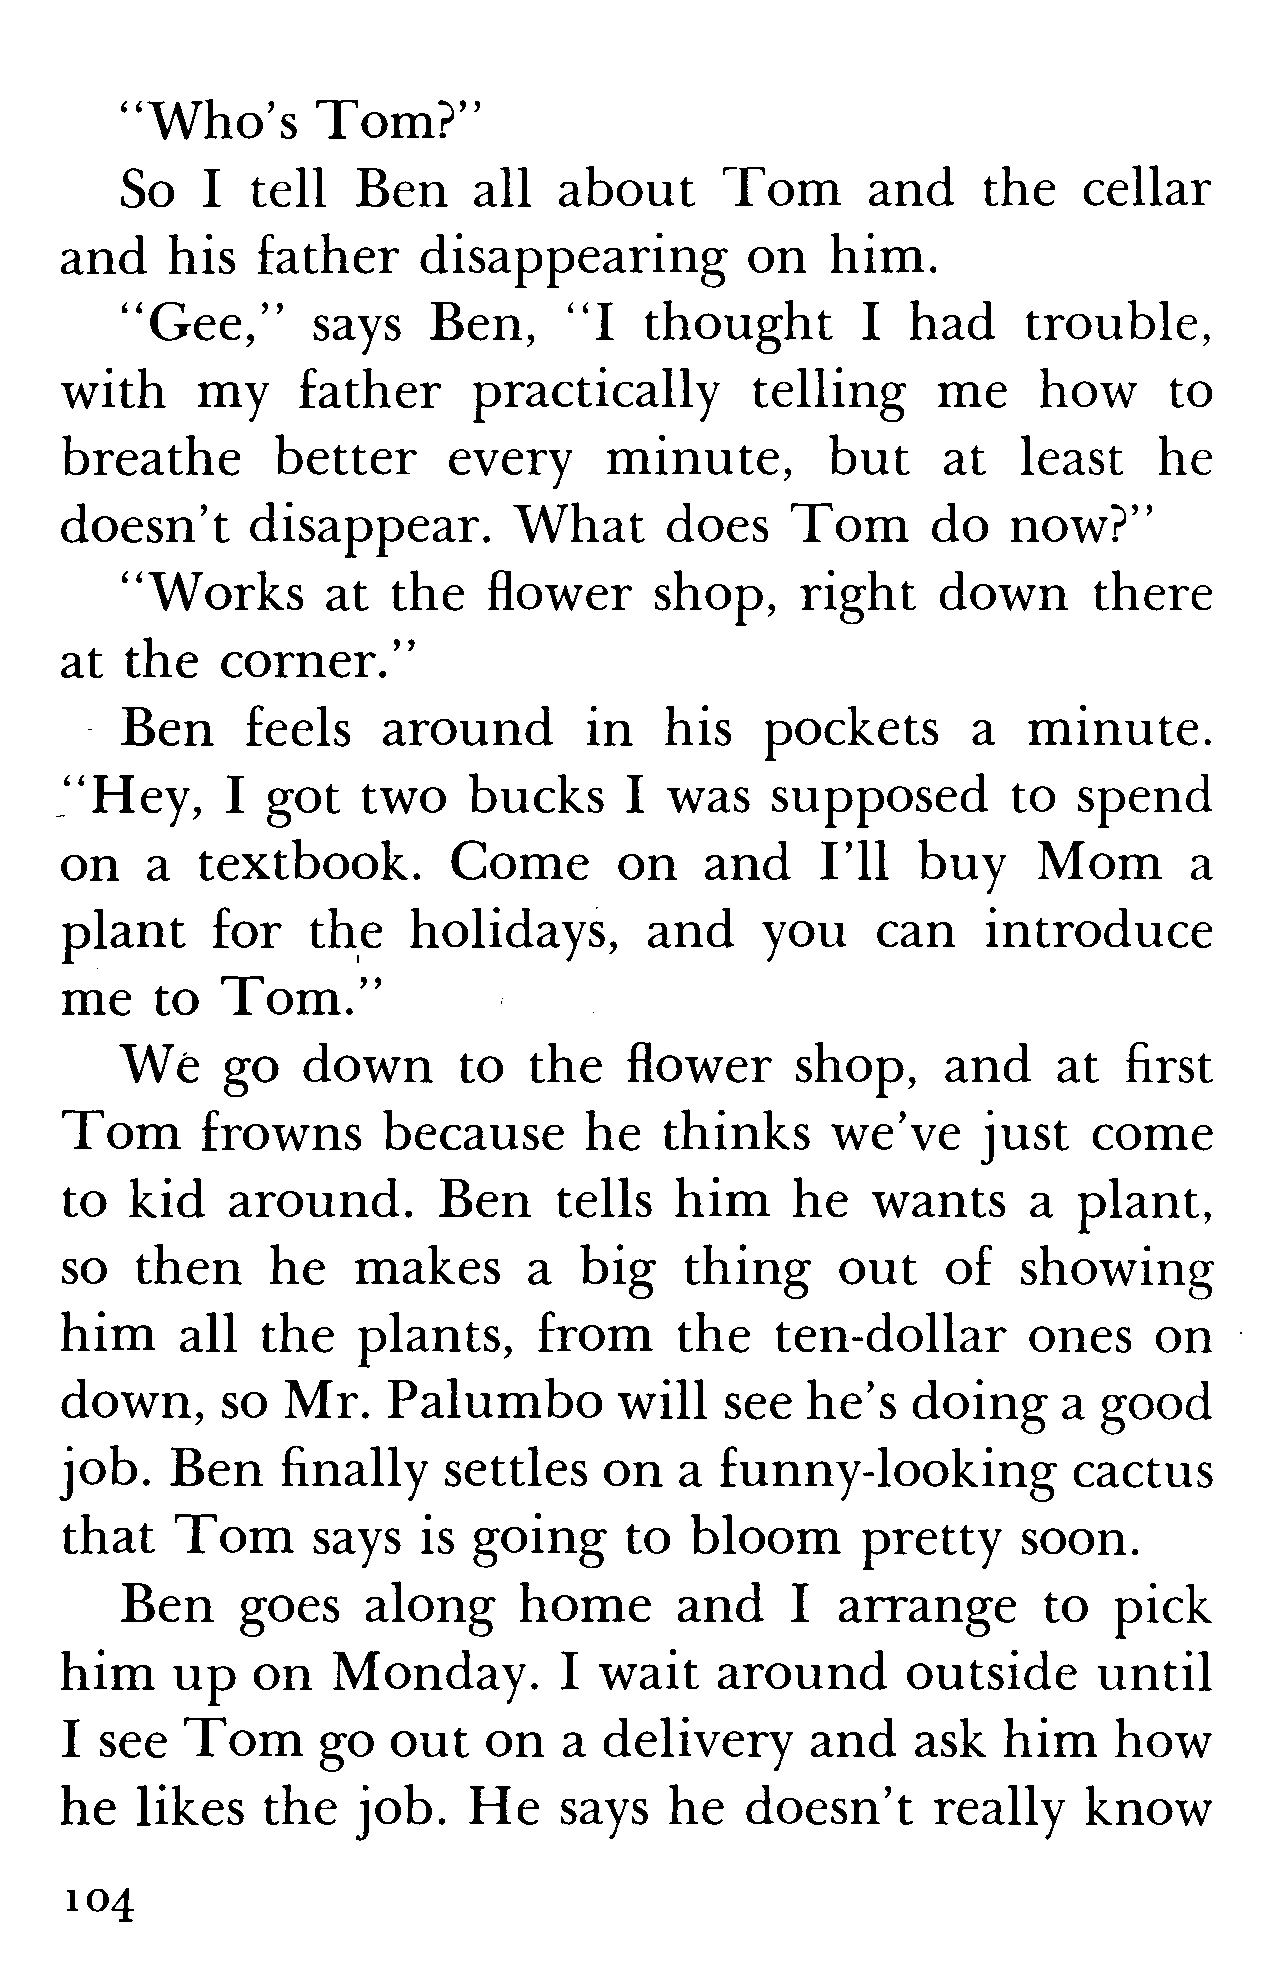 "Who's Tom?"
So I tell Ben all about Tom and the cellar
and his father disappearing on him.
"Gee," says Ben, "I thought I had trouble,
with my father practically telling me how to
breathe better every minute, but at least he
doesn't disappear. What does Tom do now?"
"Works at the flower shop, right down there
at the corner."
Ben feels around in his pockets a minute.
"Hey, I got two bucks I was supposed to spend
on a textbook. Come on and I'll buy Mom a
plant for the holidays, and you can introduce
me to Tom."
We go down to the flower shop, and at first
Tom frowns because he thinks we've just come
to kid around. Ben tells him he wants a plant,
so then he makes a big thing out of showing
him all the plants, from the ten-dollar ones on
down, so Mr. Palumbo will see he's doing a good
job. Ben finally settles on a funny-looking cactus
that Tom says is going to bloom pretty soon.
Ben goes along home and I arrange to pick
him up on Monday. I wait around outside until
I see Tom go out on a delivery and ask him how
he likes the job. He says he doesn't really know
104